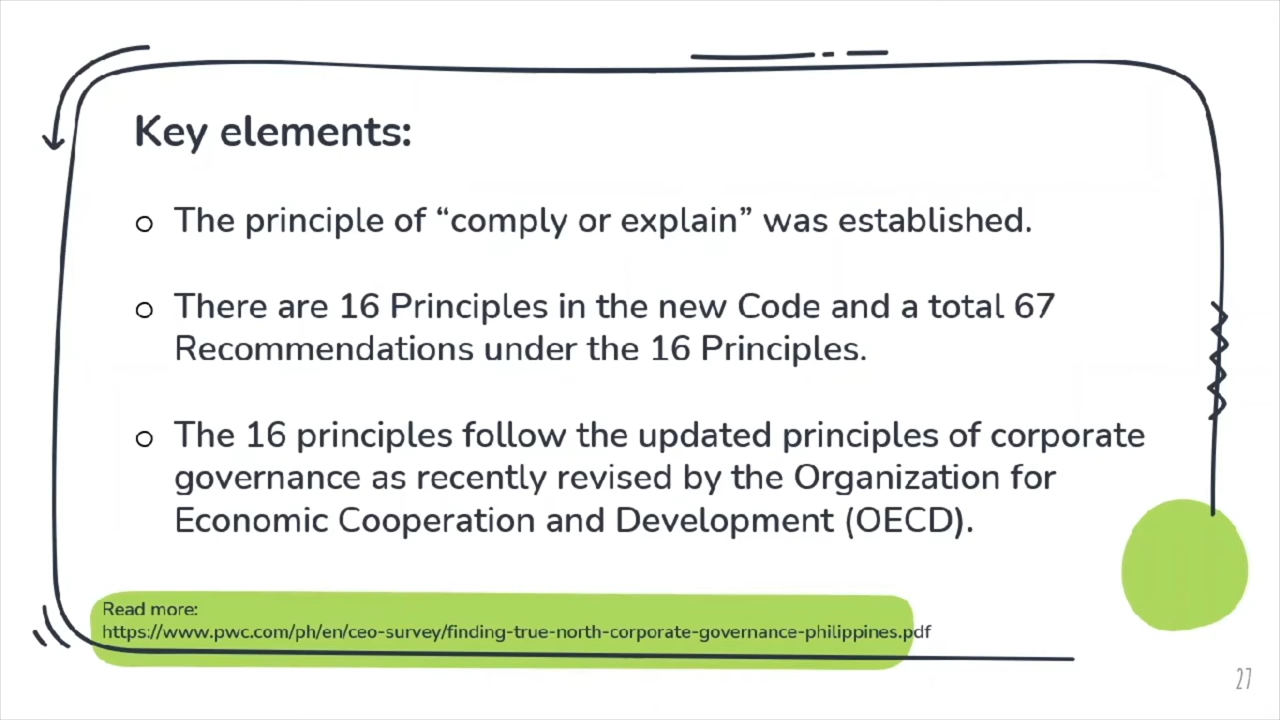 Key elements:
○ The principle of “comply or explain” was established.
○ There are 16 Principles in the new Code and a total 67
Recommendations under the 16 Principles.
○ The 16 principles follow the updated principles of corporate
governance as recently revised by the Organization for
Economic Cooperation and Development (OECD).
Read more:
https://www.pwc.com/ph/en/ceo-survey/finding-true-north-corporate-governance-philippines.pdf
27